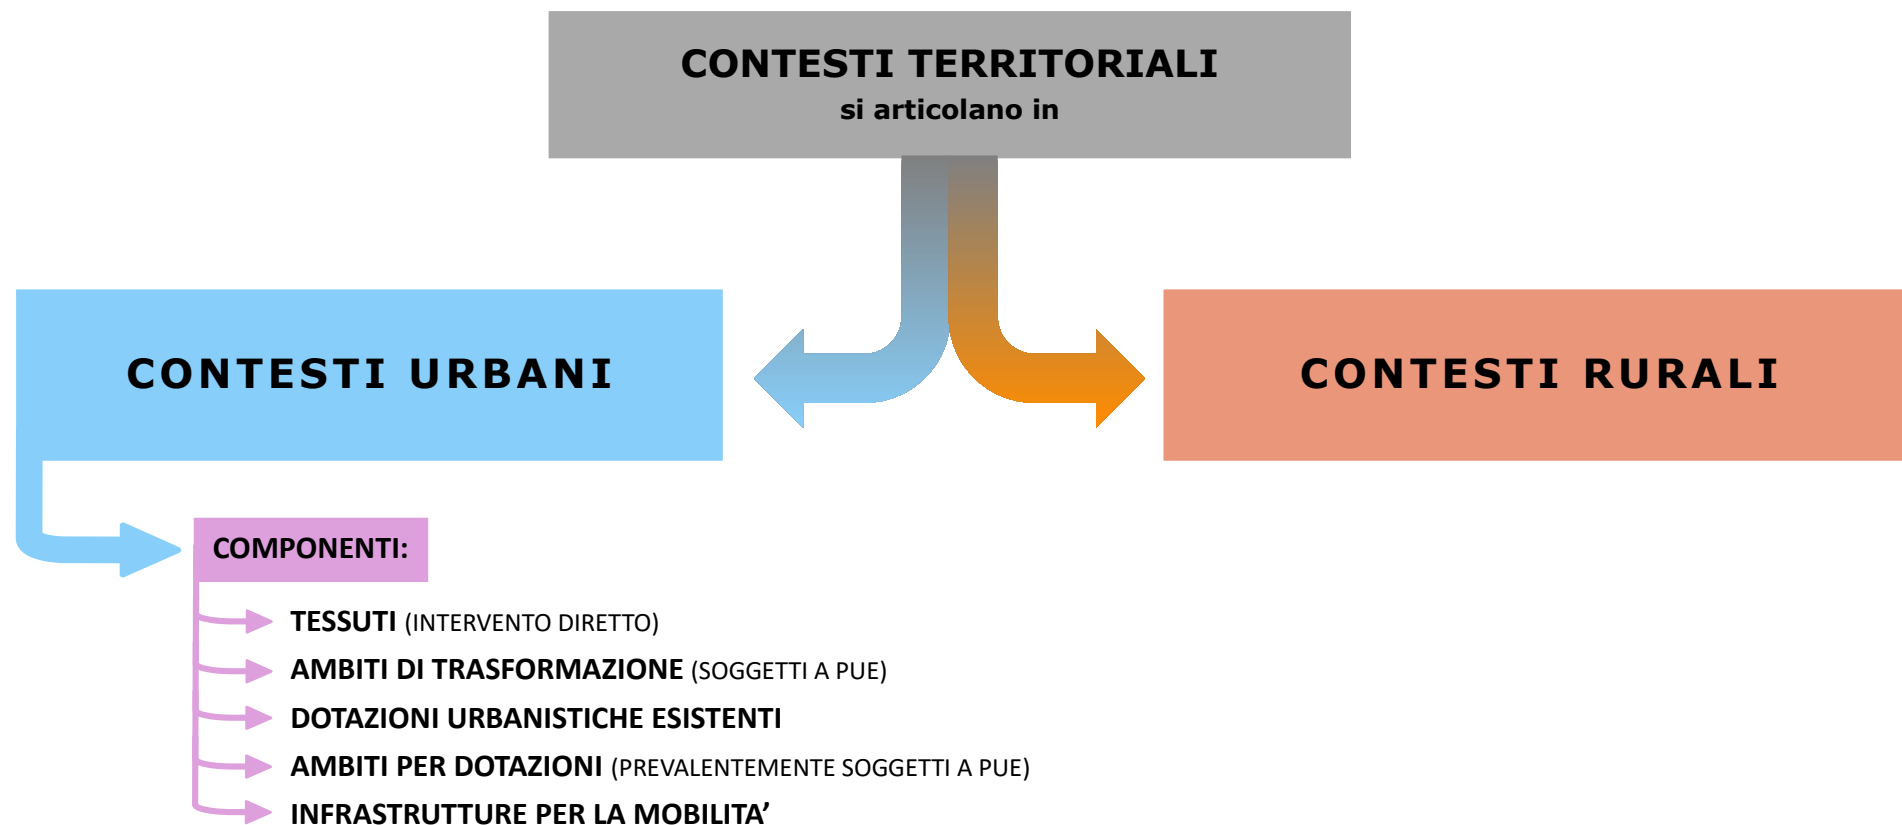 CONTESTI TERRITORIALI
si articolano in
CONTESTI URBANI
CONTESTI RURALI
COMPONENTI:
TESSUTI (INTERVENTO DIRETTO)
AMBITI DI TRASFORMAZIONE (SOGGETTI A PUE)
DOTAZIONI URBANISTICHE ESISTENTI
AMBITI PER DOTAZIONI (PREVALENTEMENTE SOGGETTI A PUE)
INFRASTRUTTURE PER LA MOBILITA’